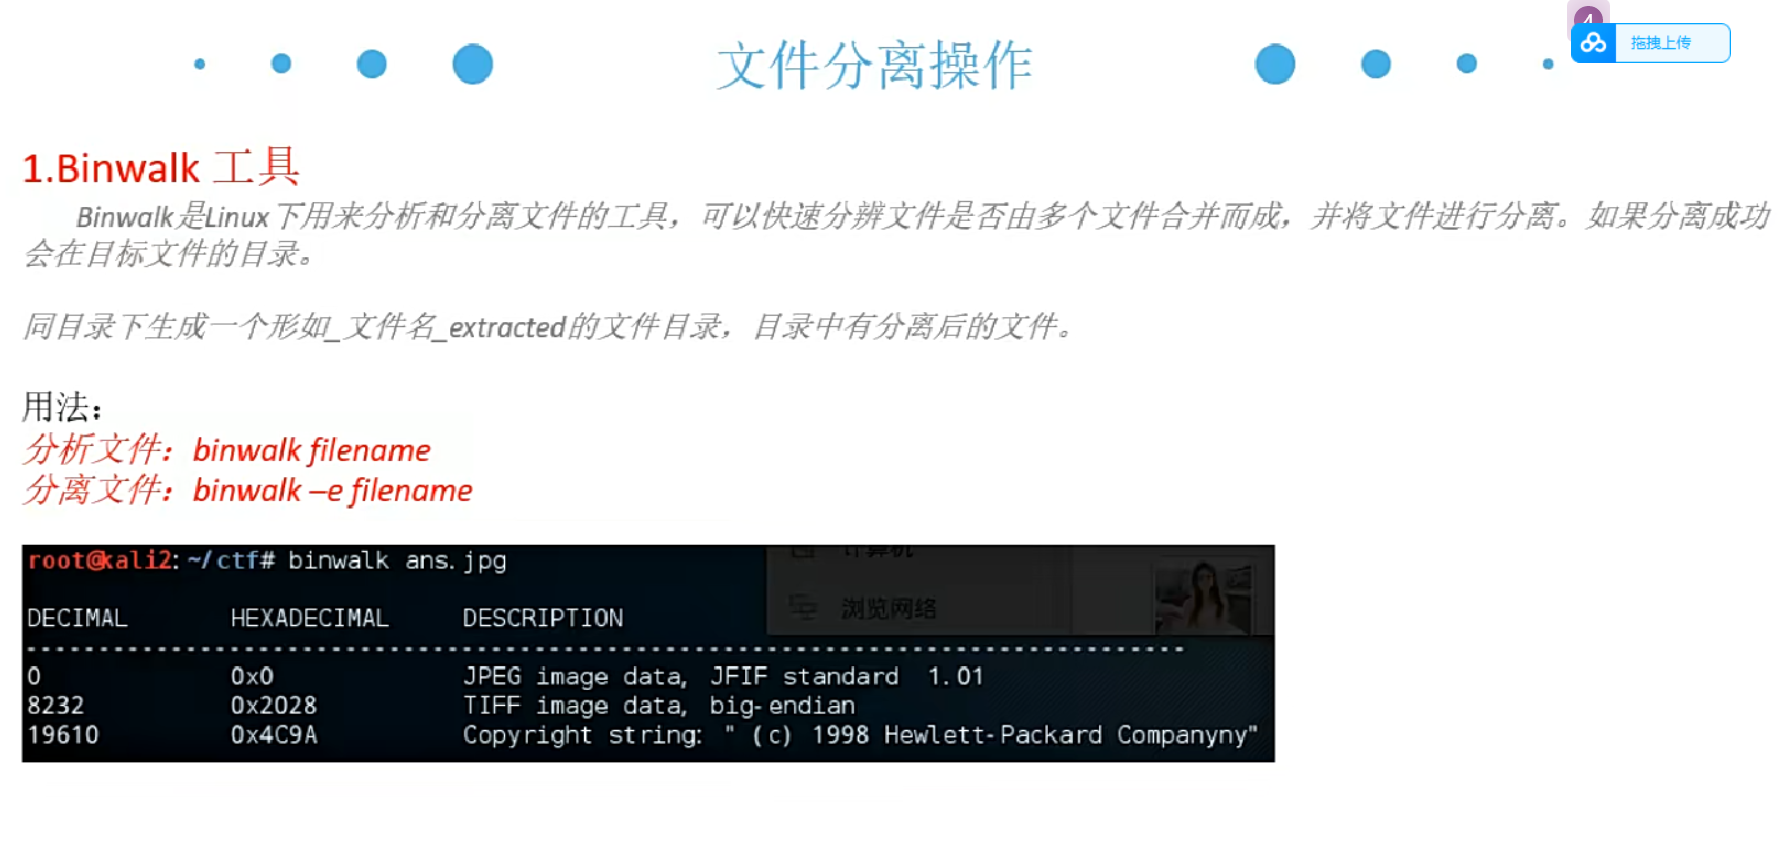 文件分离操作
4
拖拽上传
1.Binwalk 工具
Binwalk是Linux下用来分析和分离文件的工具，可以快速分辨文件是否由多个文件合并而成，并将文件进行分离。如果分离成功
会在目标文件的目录。
同目录下生成一个形如_文件名_extracted的文件目录，目录中有分离后的文件。
用法：
分析文件：binwalk filename
分离文件：binwalk –e filename
root@kali2:~/ctf# binwalk ans.jpg
计算机
浏览网络
DECIMAL HEXADECIMAL DESCRIPTION
--------------------------------------------------------------------------------
0 0x0 JPEG image data, JFIF standard 1.01
8232 0x2028 TIFF image data, big-endian
19610 0x4C9A Copyright string: " (c) 1998 Hewlett-Packard Companyny"